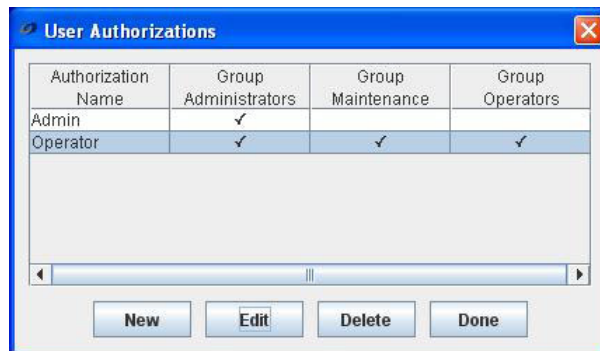 User Authorizations
Authorization Group Group Group
Name Administrators Maintenance Operators
Admin ✓
Operator ✓ ✓ ✓
New Edit Delete Done